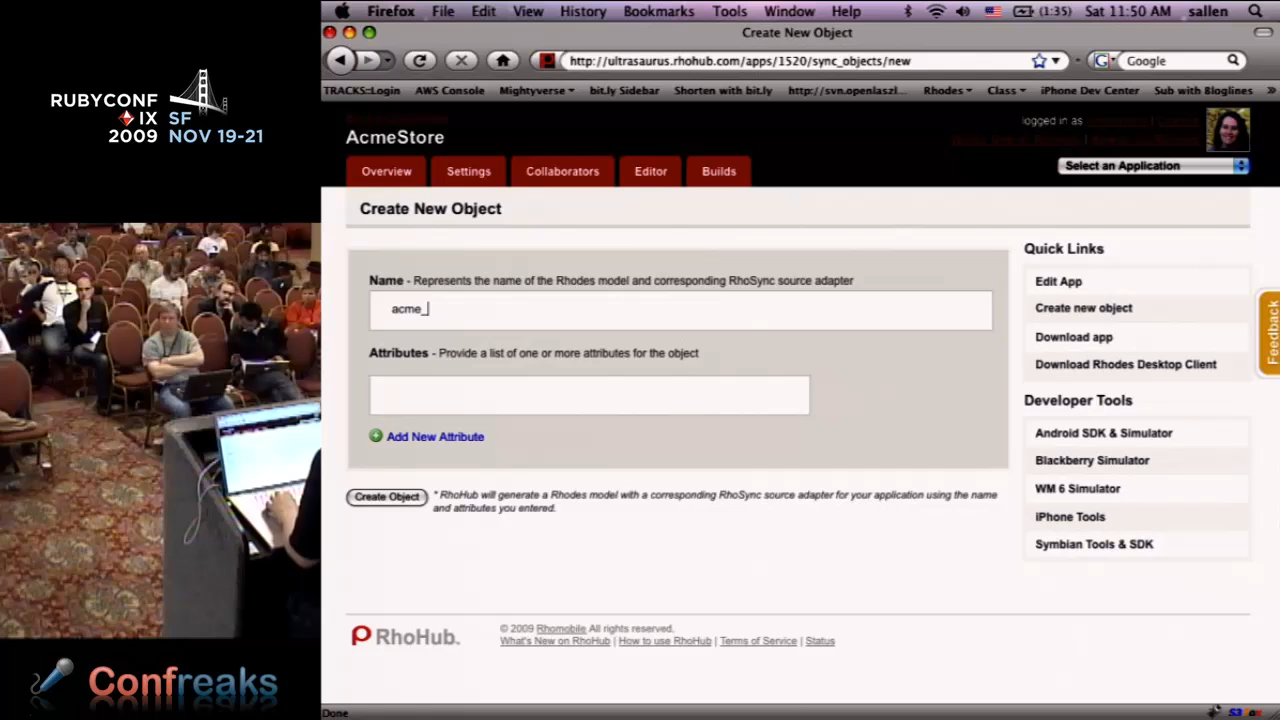 RUBYCONF
IX SF
2009 NOV 19-21
Firefox File Edit View History Bookmarks Tools Window Help (1:35) Sat 11:50 AM sallen
Create New Object
http://ultrasaurus.rhohub.com/apps/1520/sync_objects/new
Google
TRACKS::Login AWS Console Mightyverse bit.ly Sidebar Shorten with bit.ly http://svn.openlaszl... Rhodes Class iPhone Dev Center Sub with Bloglines »
AcmeStore
logged in as
Select an Application
Overview Settings Collaborators Editor Builds
Create New Object
Name - Represents the name of the Rhodes model and corresponding RhoSync source adapter
acme_
Attributes - Provide a list of one or more attributes for the object
Add New Attribute
Create Object
* RhoHub will generate a Rhodes model with a corresponding RhoSync source adapter for your application using the name
and attributes you entered.
Quick Links
Edit App
Create new object
Download app
Download Rhodes Desktop Client
Developer Tools
Android SDK & Simulator
Blackberry Simulator
WM 6 Simulator
iPhone Tools
Symbian Tools & SDK
Feedback
RhoHub.
© 2009 Rhomobile All rights reserved.
What's New on RhoHub | How to use RhoHub | Terms of Service | Status
Confreaks
Done